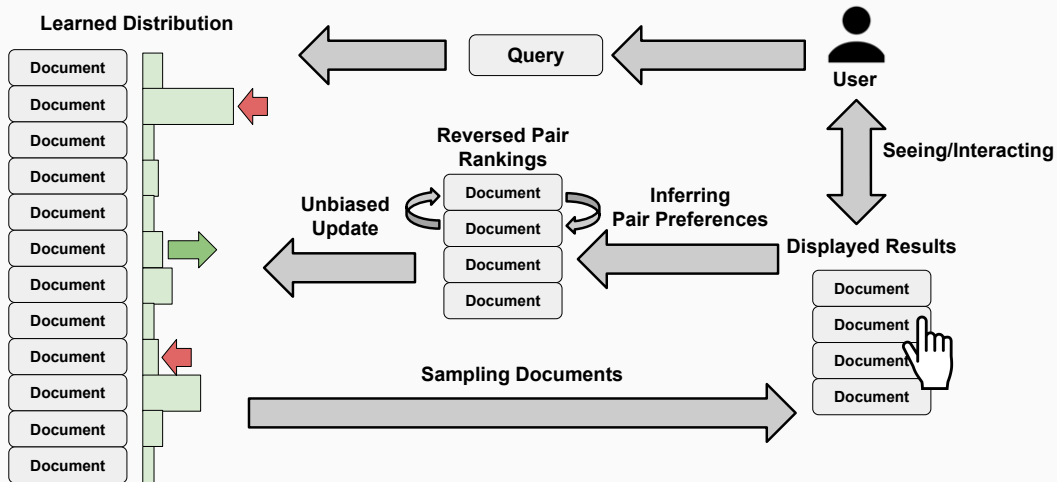 Learned Distribution
Document
Document
Document
Document
Document
Document
Document
Document
Document
Document
Document
Document
Query
User
Seeing/Interacting
Reversed Pair
Rankings
Document
Document
Document
Document
Unbiased
Update
Inferring
Pair Preferences
Displayed Results
Document
Document
Document
Document
Sampling Documents